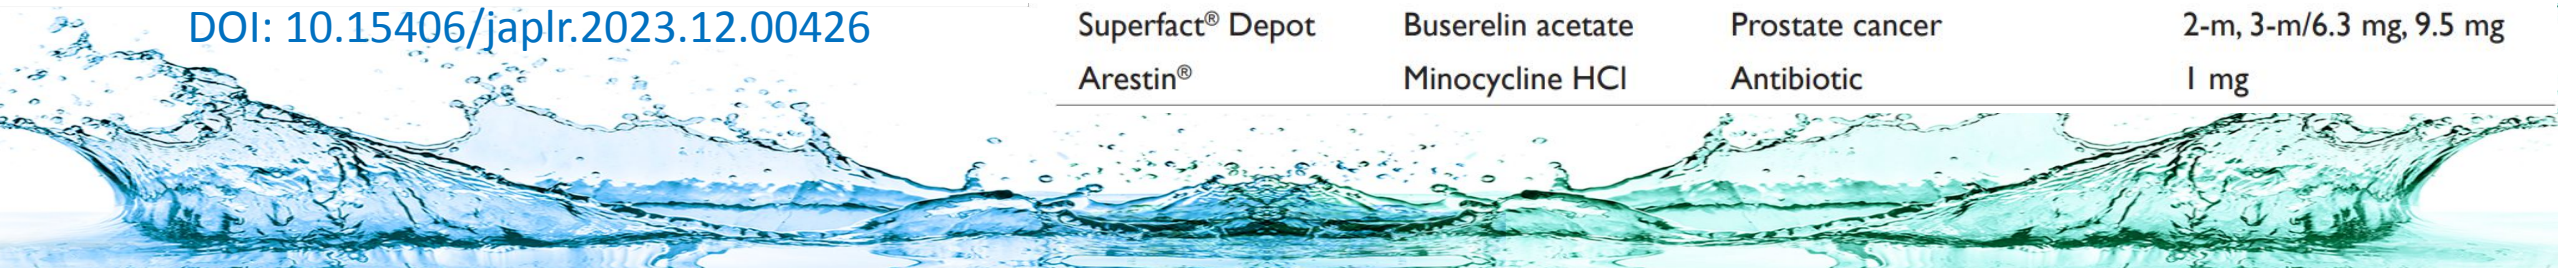 DOI: 10.15406/japlr.2023.12.00426
Superfact® Depot Buserelin acetate Prostate cancer 2-m, 3-m/6.3 mg, 9.5 mg
Arestin® Minocycline HCl Antibiotic 1 mg